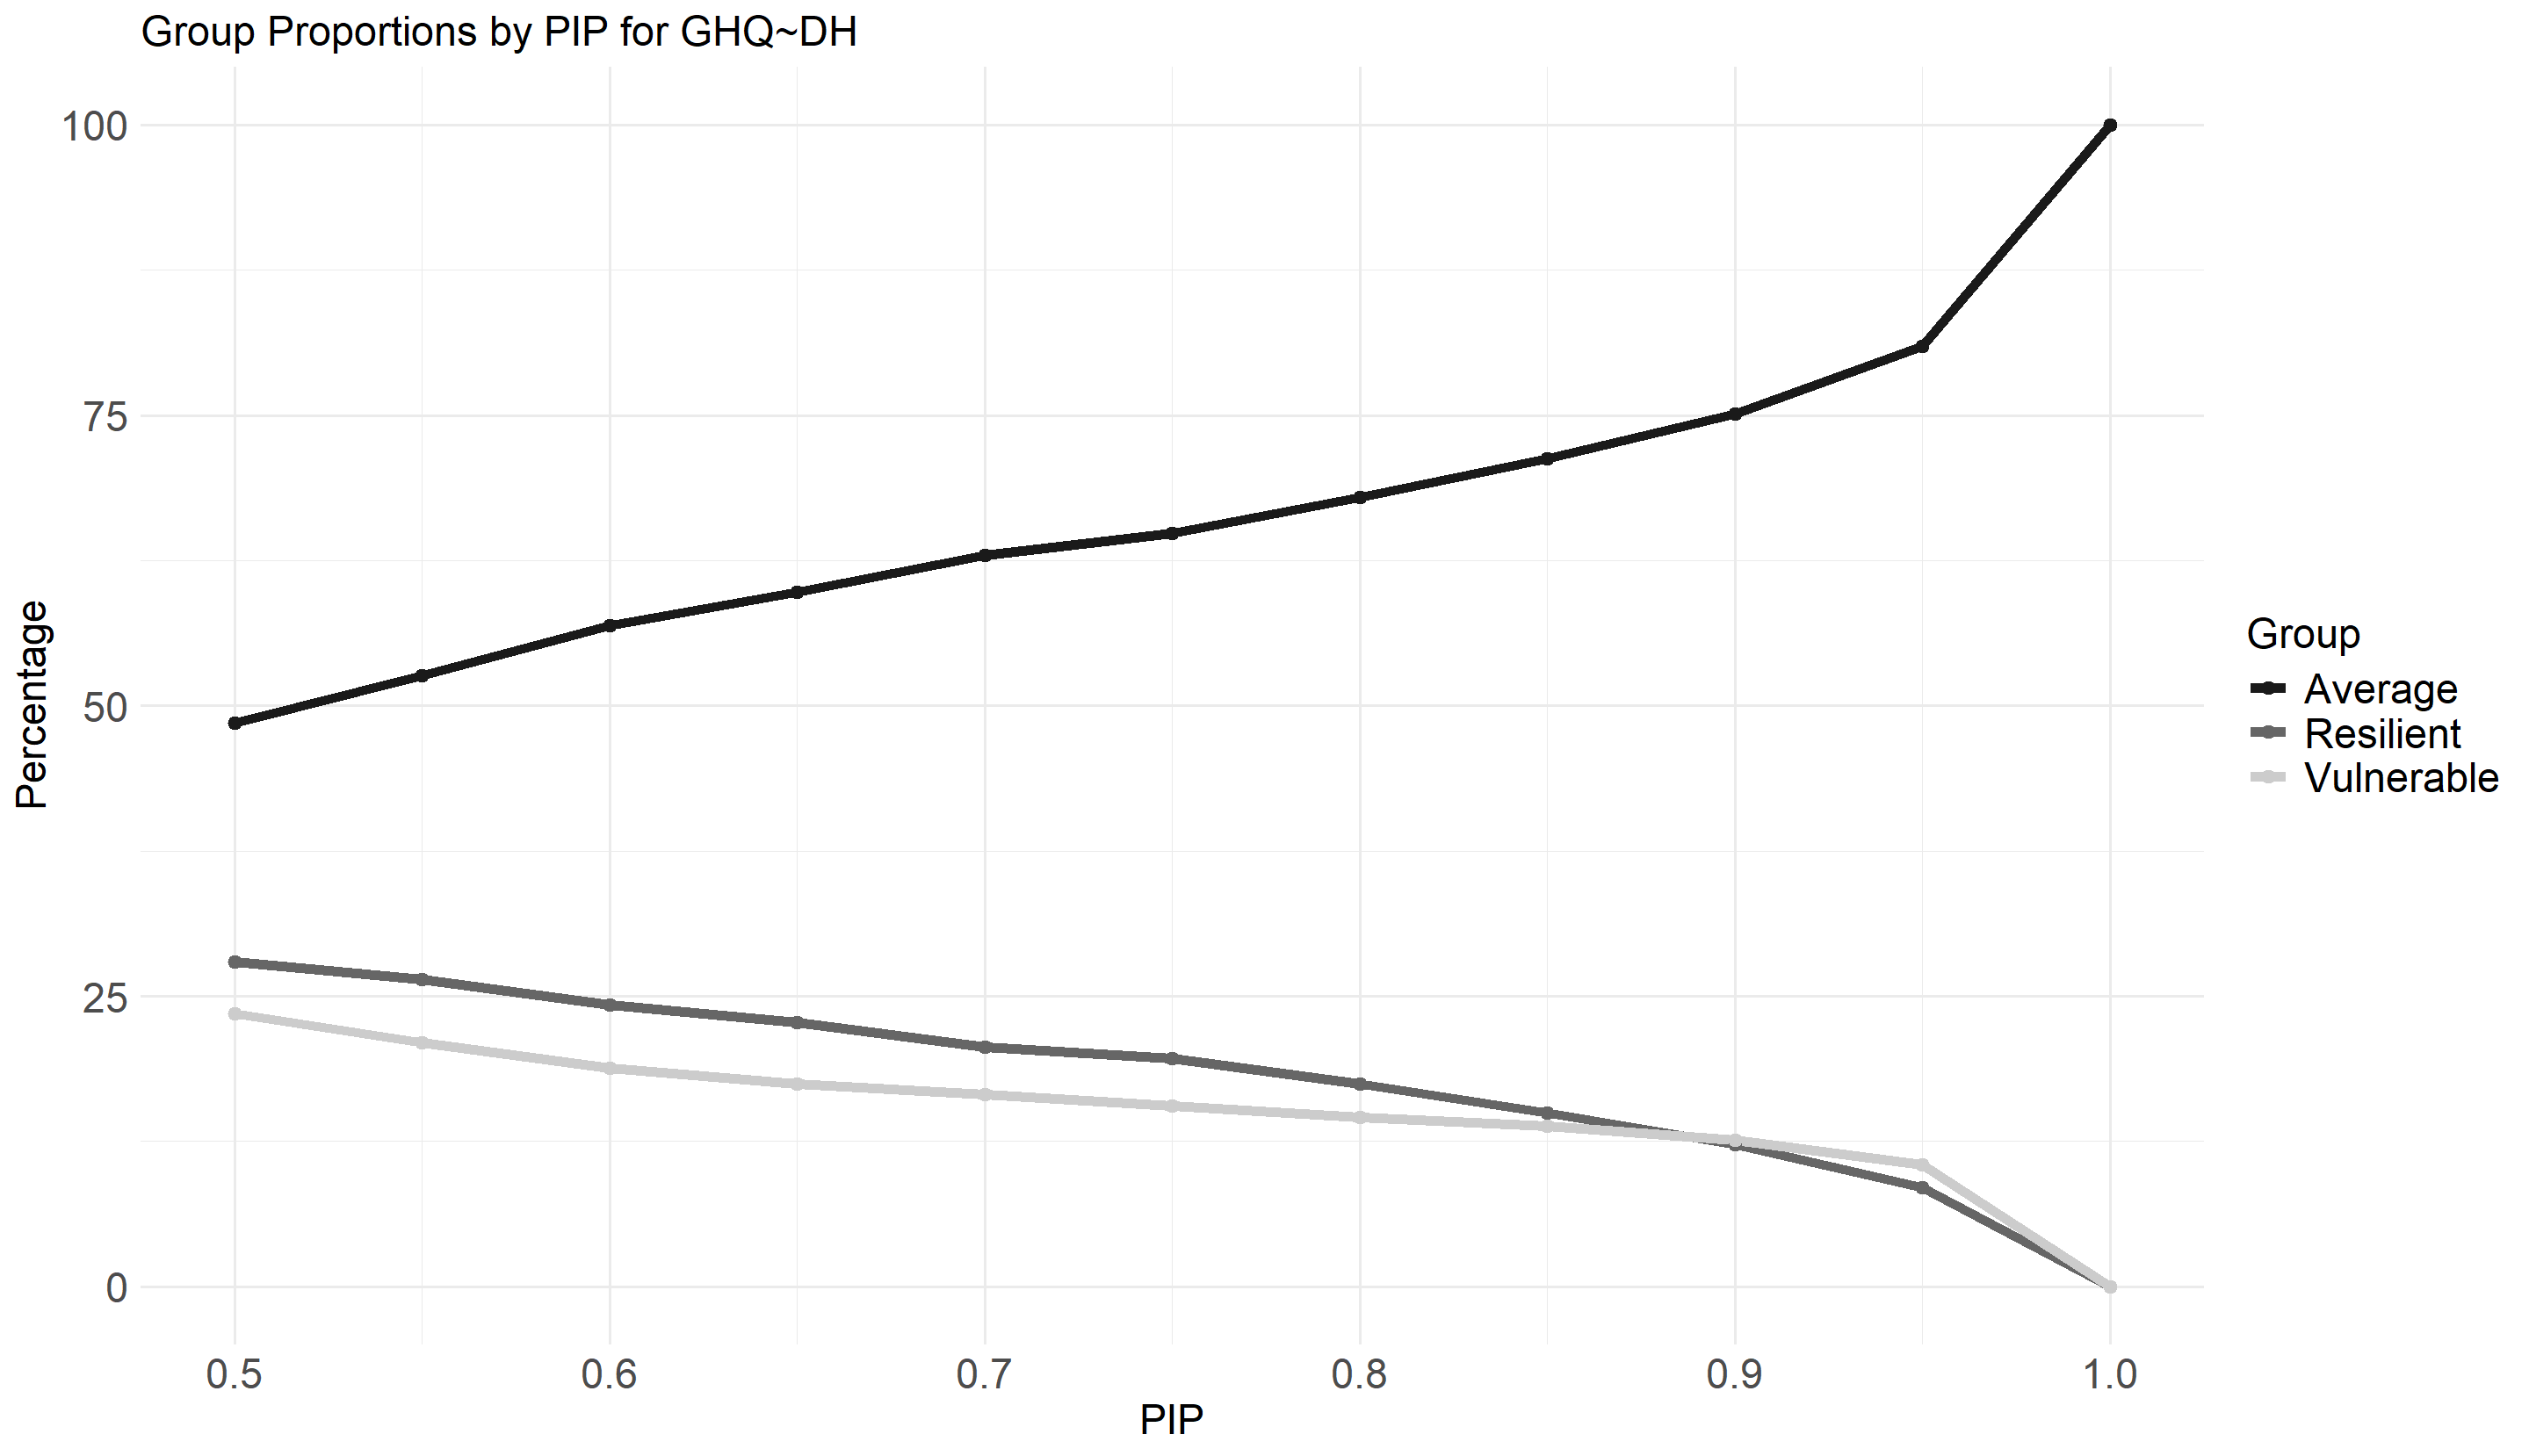 Group Proportions by PIP for GHQ~DH
100
75
50
25
0
Percentage
0.5 0.6 0.7 0.8 0.9 1.0
PIP
Group
Average
Resilient
Vulnerable